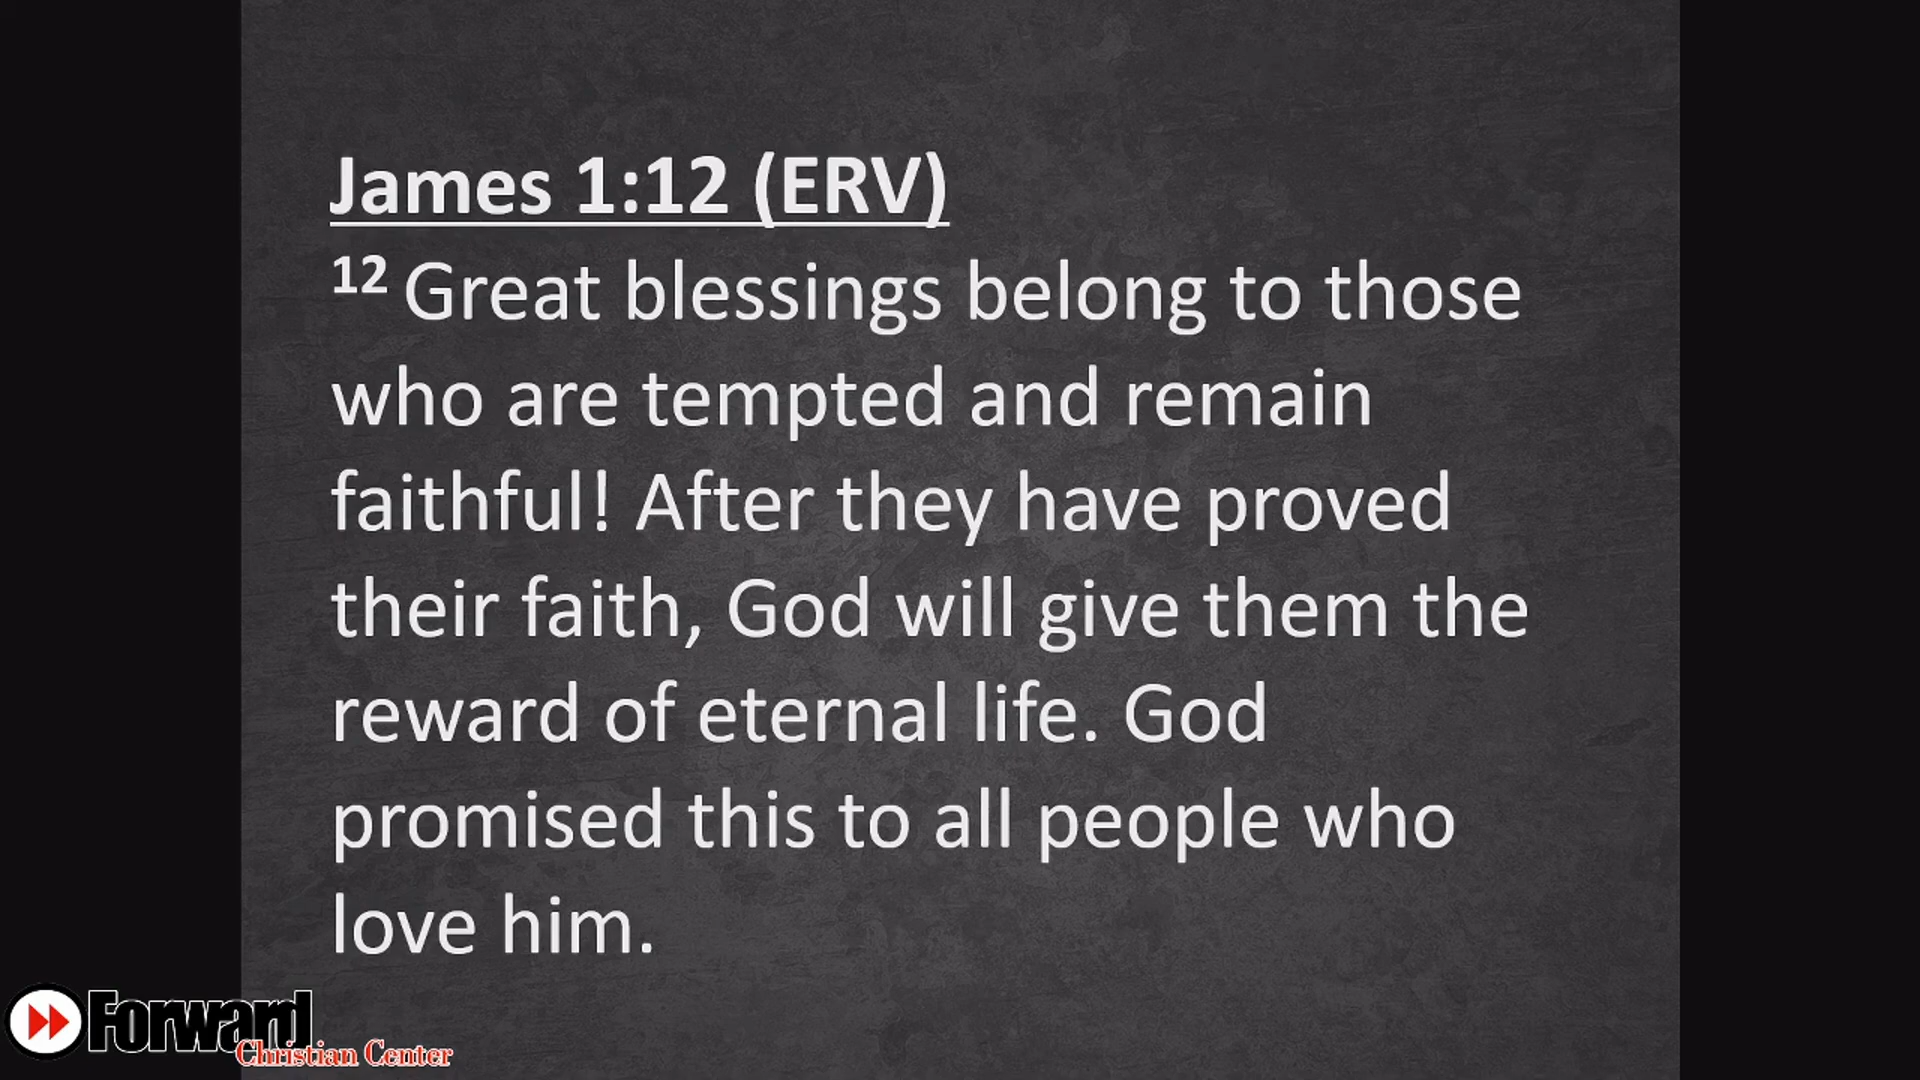 James 1:12 (ERV)
12 Great blessings belong to those
who are tempted and remain
faithful! After they have proved
their faith, God will give them the
reward of eternal life. God
promised this to all people who
love him.
Forward
Christian Center